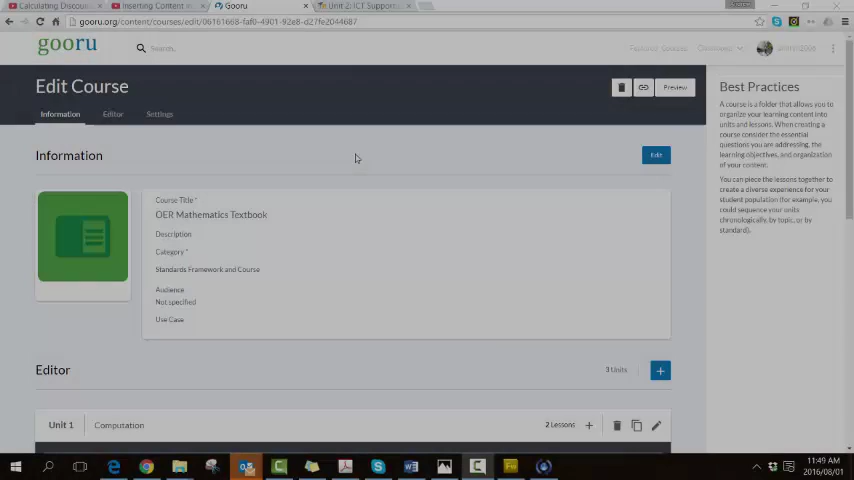 Calculating Discoun
Inserting Content in
Gooru
Unit 2: ICT Support
gooru.org/content/courses/edit/06161668-faf0-4901-92e8-d27fe2044687
gooru
Search...
Featured Courses
Edit Course
Preview
Information
Editor
Settings
Information
Edit
Course Title *
OER Mathematics Textbook
Description
Category *
Standards Framework and Course
Audience
Not specified
Use Case
Editor
3 Units
+
Unit 1
Computation
2 Lessons
+
Best Practices
A course is a folder that allows you to
organize your learning content into
units and lessons. When creating a
course consider the essential
questions you are addressing, the
learning objectives, and organization
of your content.
You can piece the lessons together to
create a diverse experience for your
student population (for example, you
could sequence your units
chronologically, by topic, or by
standard).
11:49 AM
2016/08/01